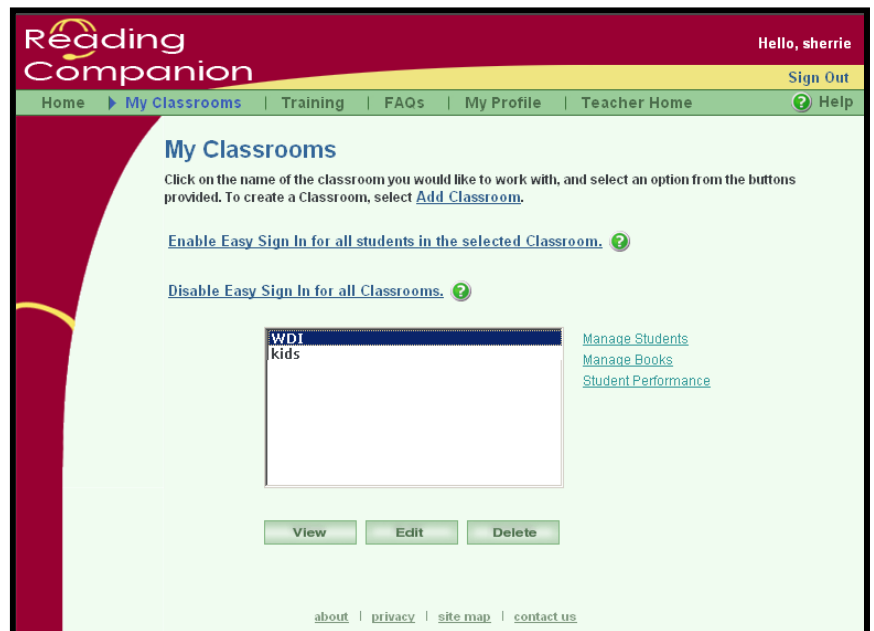 Reading
Companion
Hello, sherrie
Sign Out
Home My Classrooms | Training | FAQs | My Profile | Teacher Home Help
My Classrooms
Click on the name of the classroom you would like to work with, and select an option from the buttons
provided. To create a Classroom, select Add Classroom.
Enable Easy Sign In for all students in the selected Classroom.
Disable Easy Sign In for all Classrooms.
WDI
kids
Manage Students
Manage Books
Student Performance
View Edit Delete
about | privacy | site map | contact us